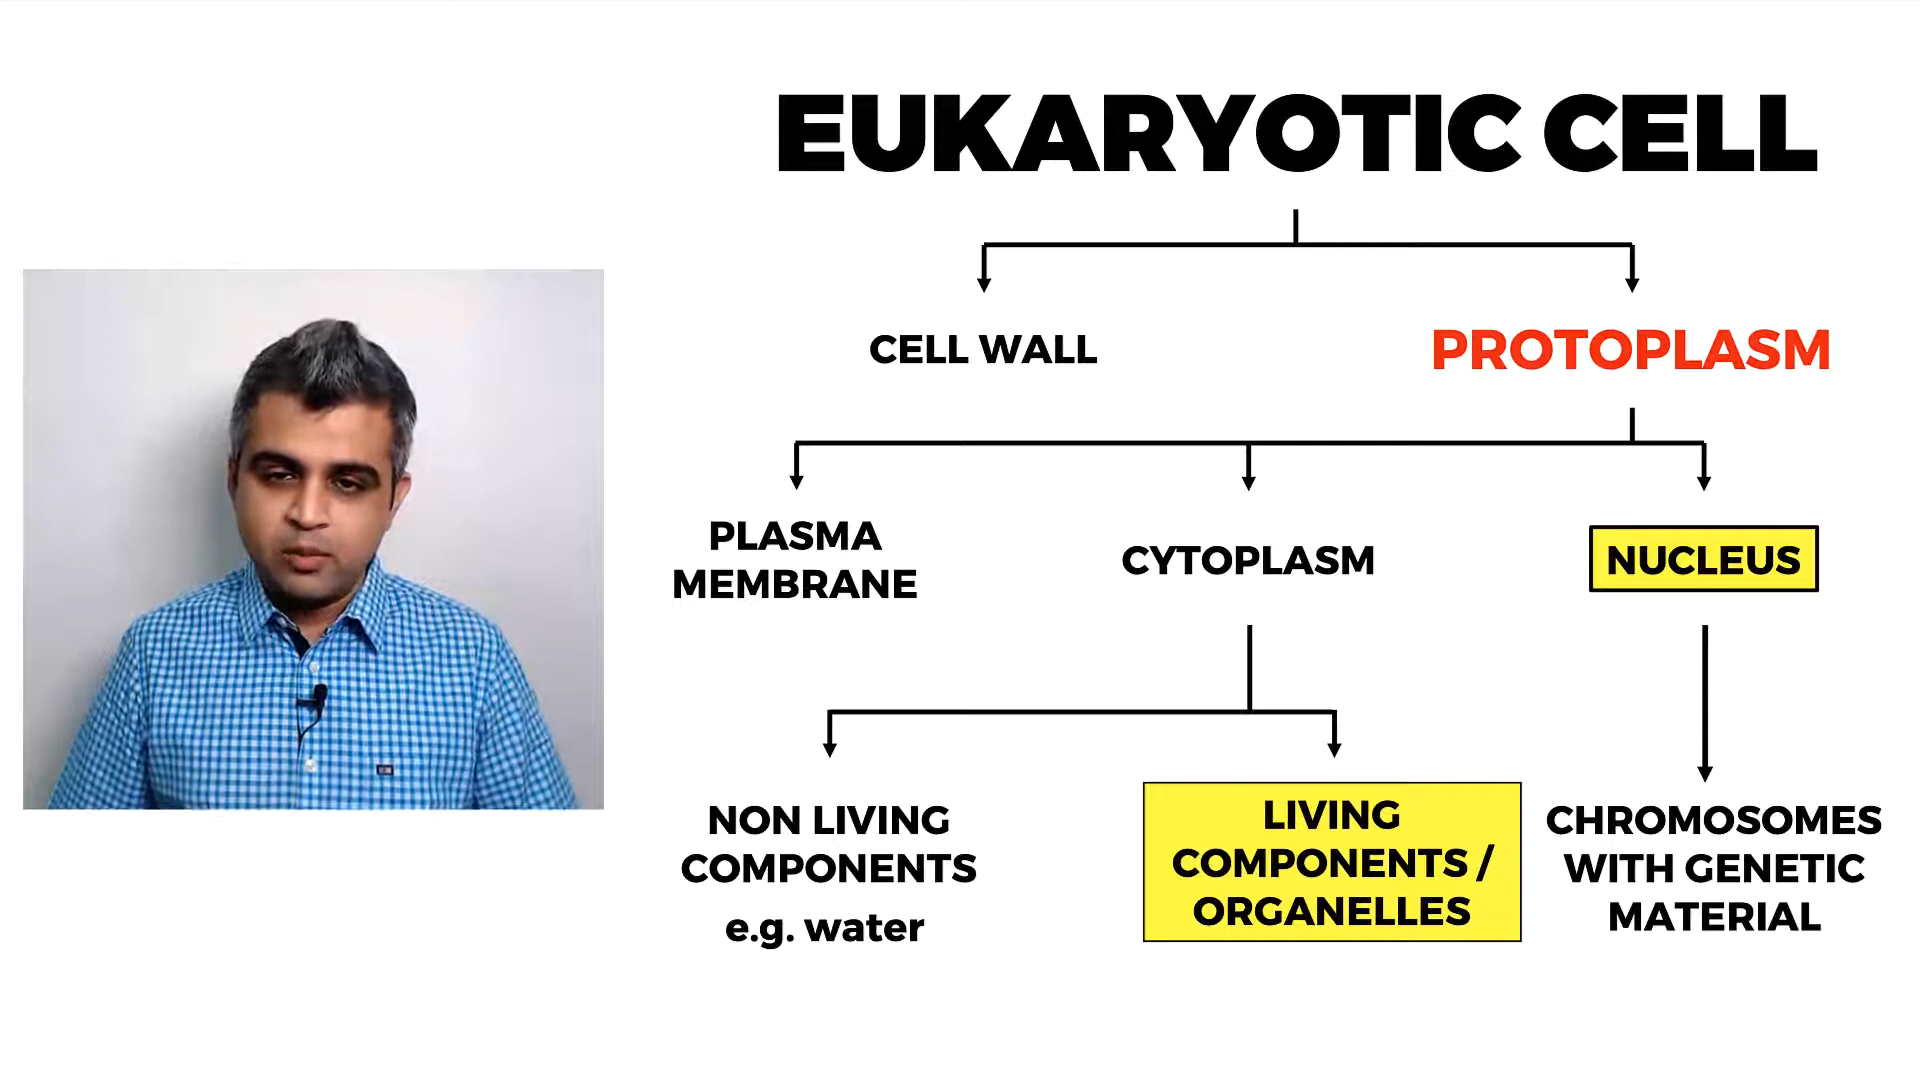 EUKARYOTIC CELL
CELL WALL
PROTOPLASM
PLASMA
MEMBRANE
CYTOPLASM
NUCLEUS
NON LIVING
COMPONENTS
e.g. water
LIVING
COMPONENTS /
ORGANELLES
CHROMOSOMES
WITH GENETIC
MATERIAL